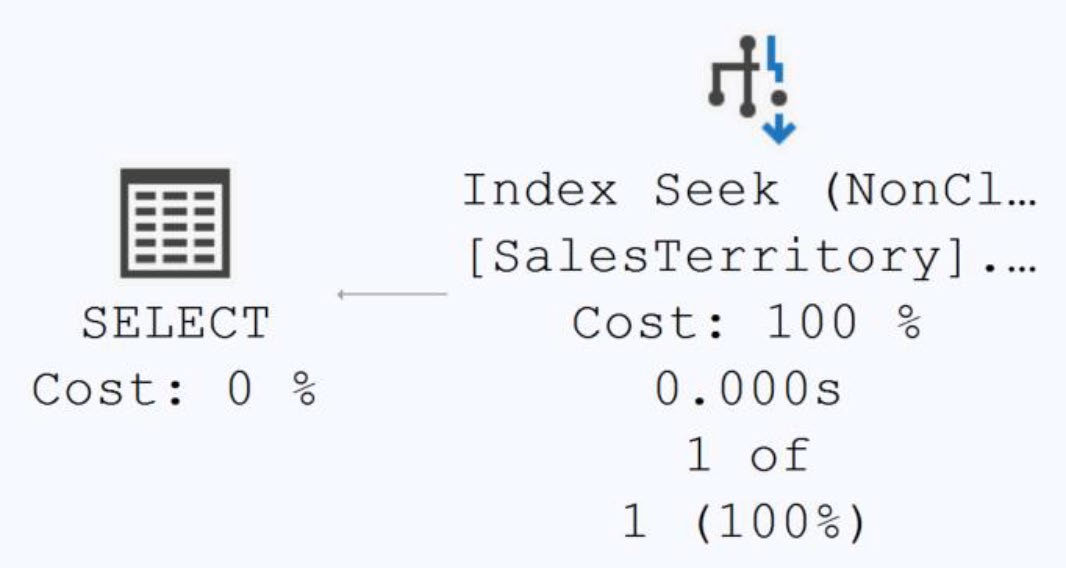 SELECT
Cost: 0 %
Index Seek (NonCl…
[SalesTerritory].…
Cost: 100 %
0.000s
1 of
1 (100%)